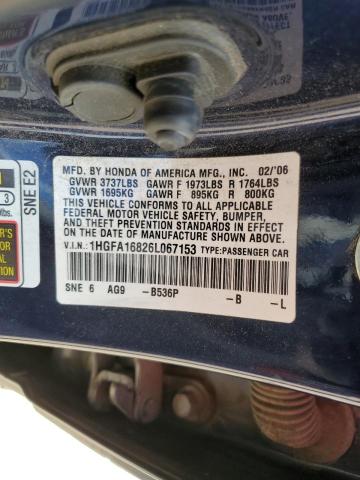 MFD. BY HONDA OF AMERICA MFG., INC. 02/'06
GVWR 3737LBS GAWR F 1973LBS R 1764LBS
GVWR 1695KG GAWR F 895KG R 800KG
THIS VEHICLE CONFORMS TO ALL APPLICABLE
FEDERAL MOTOR VEHICLE SAFETY, BUMPER,
AND THEFT PREVENTION STANDARDS IN EFFECT
ON THE DATE OF MANUFACTURE SHOWN ABOVE.
V.I.N.: 1HGFA16826L067153 TYPE:PASSENGER CAR
SNE 6 AG9 -B536P -B -L
SNE E2
3
lbs.